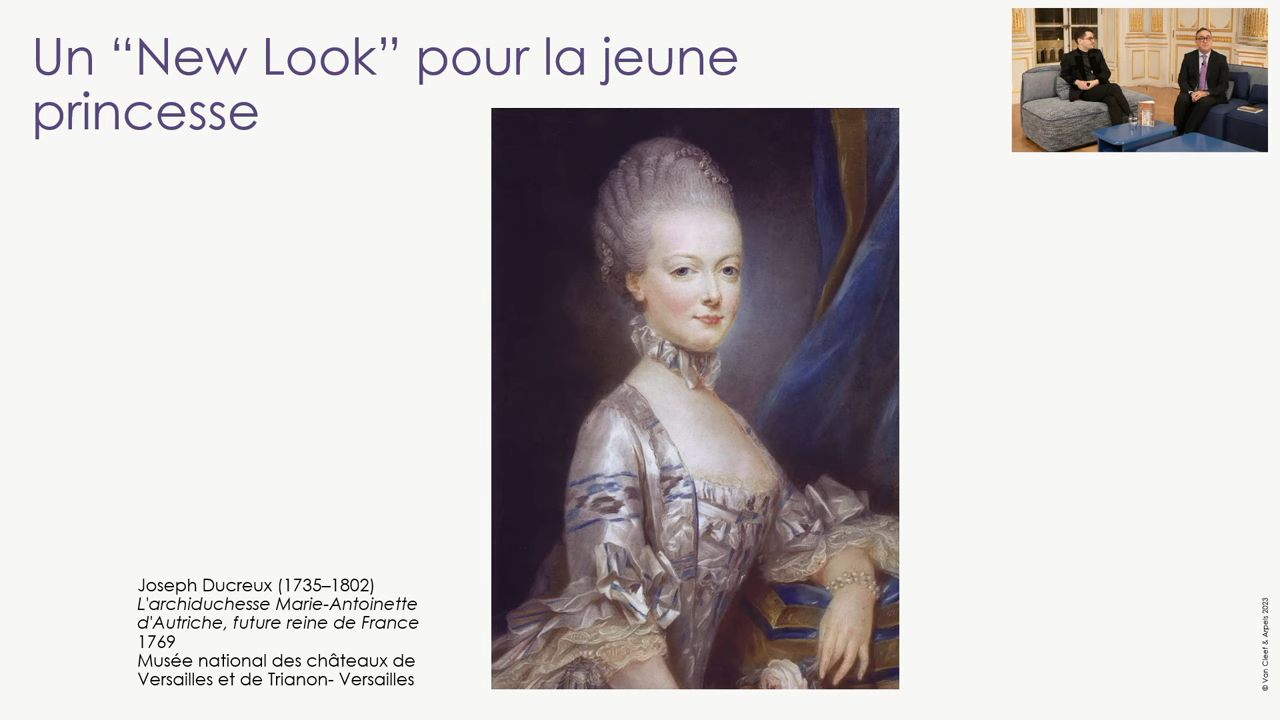 Un “New Look” pour la jeune
princesse
Joseph Ducreux (1735–1802)
L'archiduchesse Marie-Antoinette
d'Autriche, future reine de France
1769
Musée national des châteaux de
Versailles et de Trianon- Versailles
© Van Cleef & Arpels 2023